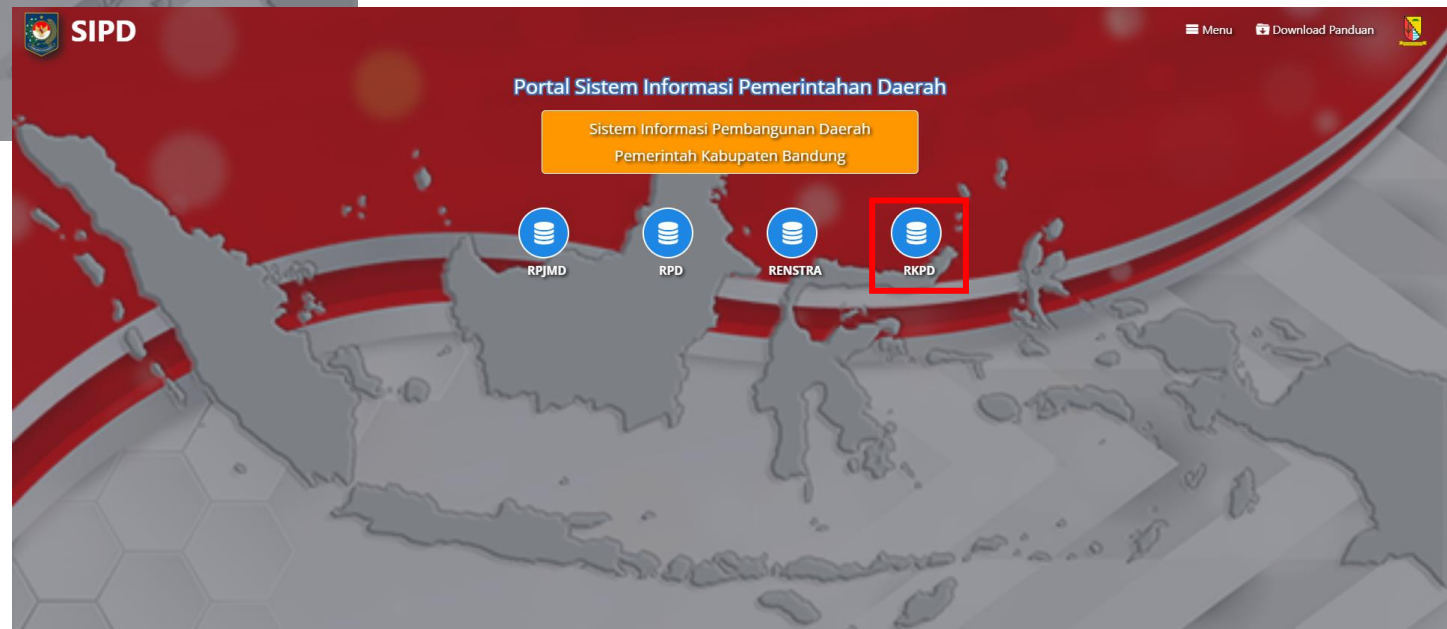 SIPD
Menu
Download Panduan
Portal Sistem Informasi Pemerintahan Daerah
Sistem Informasi Pembangunan Daerah
Pemerintah Kabupaten Bandung
RPJMD
RPD
RENSTRA
RKPD